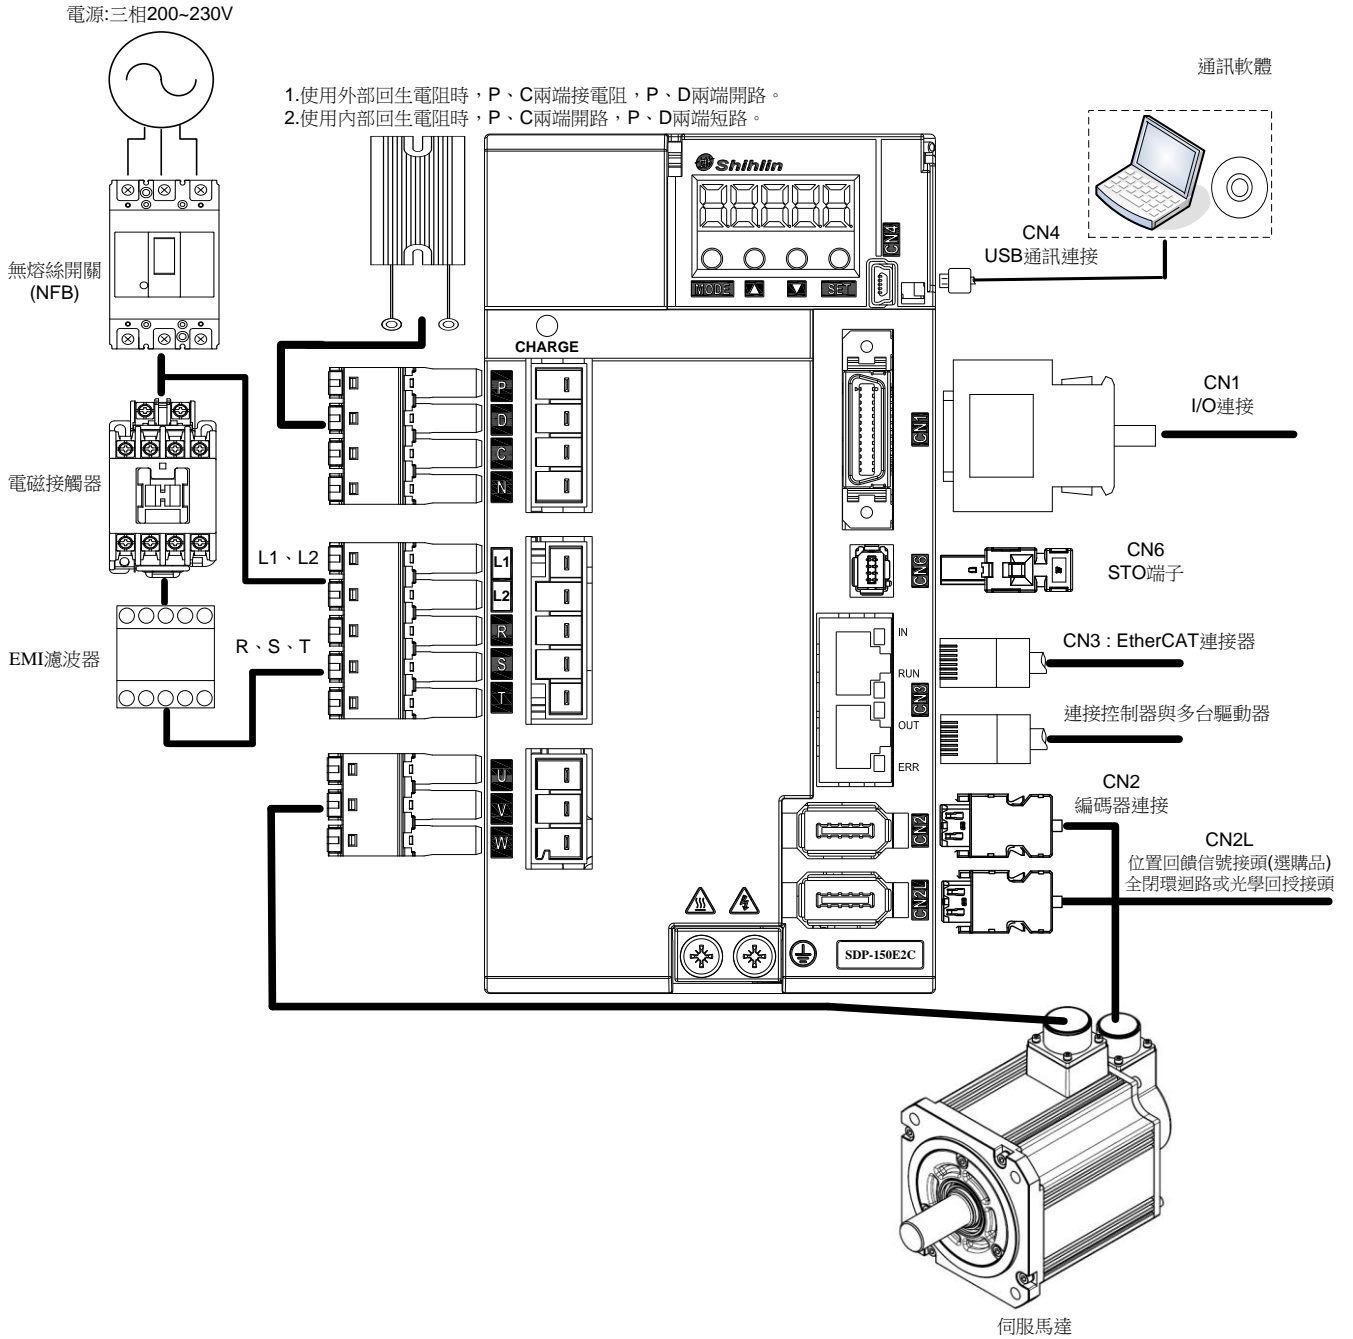 電源:三相200~230V
通訊軟體
1.使用外部回生電阻時，P、C兩端接電阻，P、D兩端開路。
2.使用內部回生電阻時，P、C兩端開路，P、D兩端短路。
Shihlin
CN4
CN4
USB通訊連接
MODE
SET
無熔絲開關
(NFB)
CHARGE
P
D
C
N
CN1
CN1
I/O連接
電磁接觸器
L1、L2
L1
L2
R
S
T
CN6
CN6
STO端子
EMI濾波器
R、S、T
IN
RUN
CN3
OUT
ERR
CN3 : EtherCAT連接器
連接控制器與多台驅動器
U
V
W
CN2
CN2
編碼器連接
CN2L
CN2L
位置回饋信號接頭(選購品)
全閉環迴路或光學回授接頭
SDP-150E2C
伺服馬達